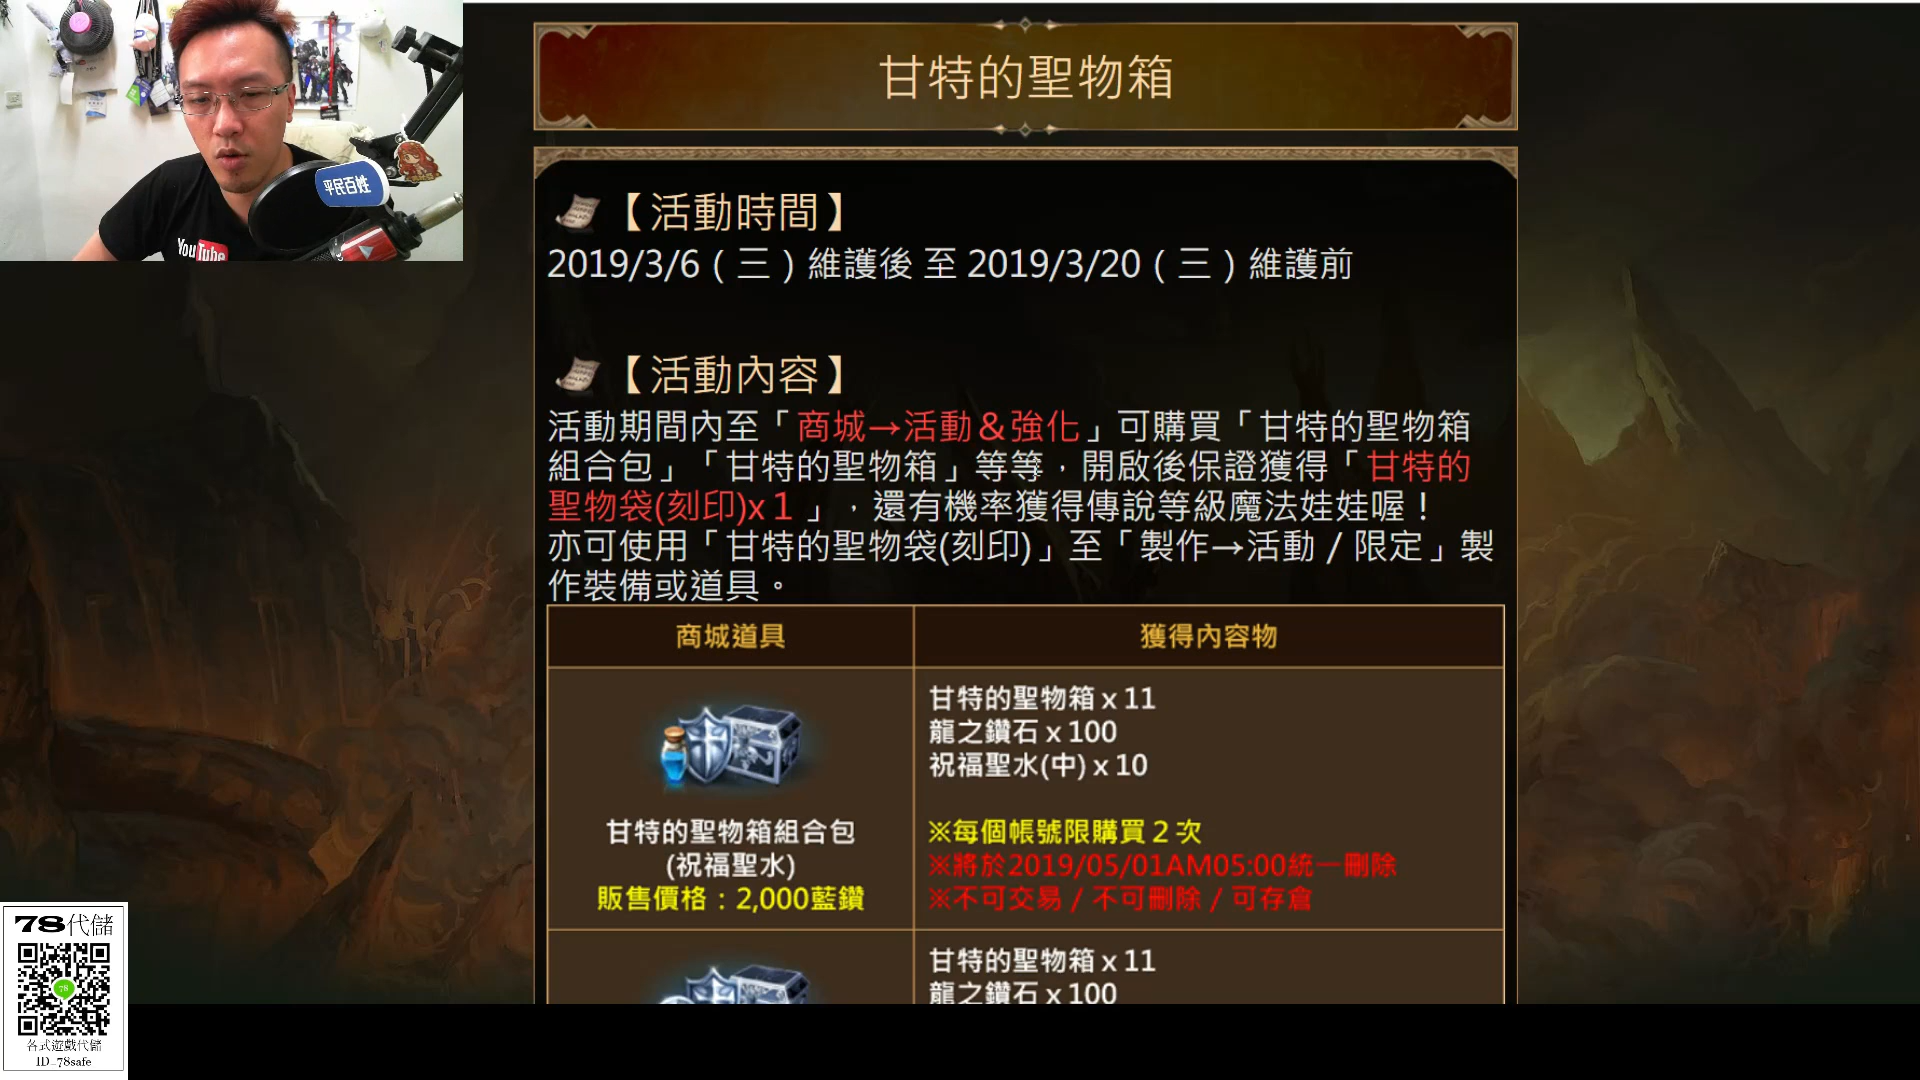 甘特的聖物箱
平民百姓
YouTube
【活動時間】
2019/3/6（三）維護後 至 2019/3/20（三）維護前
【活動內容】
活動期間內至「商城→活動＆強化」可購買「甘特的聖物箱
組合包」「甘特的聖物箱」等等，開啟後保證獲得「甘特的
聖物袋(刻印)x１」，還有機率獲得傳說等級魔法娃娃喔！
亦可使用「甘特的聖物袋(刻印)」至「製作→活動 / 限定」製
作裝備或道具。
商城道具
獲得內容物
甘特的聖物箱組合包
(祝福聖水)
販售價格：2,000藍鑽
甘特的聖物箱 x 11
龍之鑽石 x 100
祝福聖水(中) x 10
※每個帳號限購買２次
※將於2019/05/01AM05:00統一刪除
※不可交易 / 不可刪除 / 可存倉
甘特的聖物箱 x 11
龍之鑽石 x 100
78代儲
78
各式遊戲代儲
ID_78safe